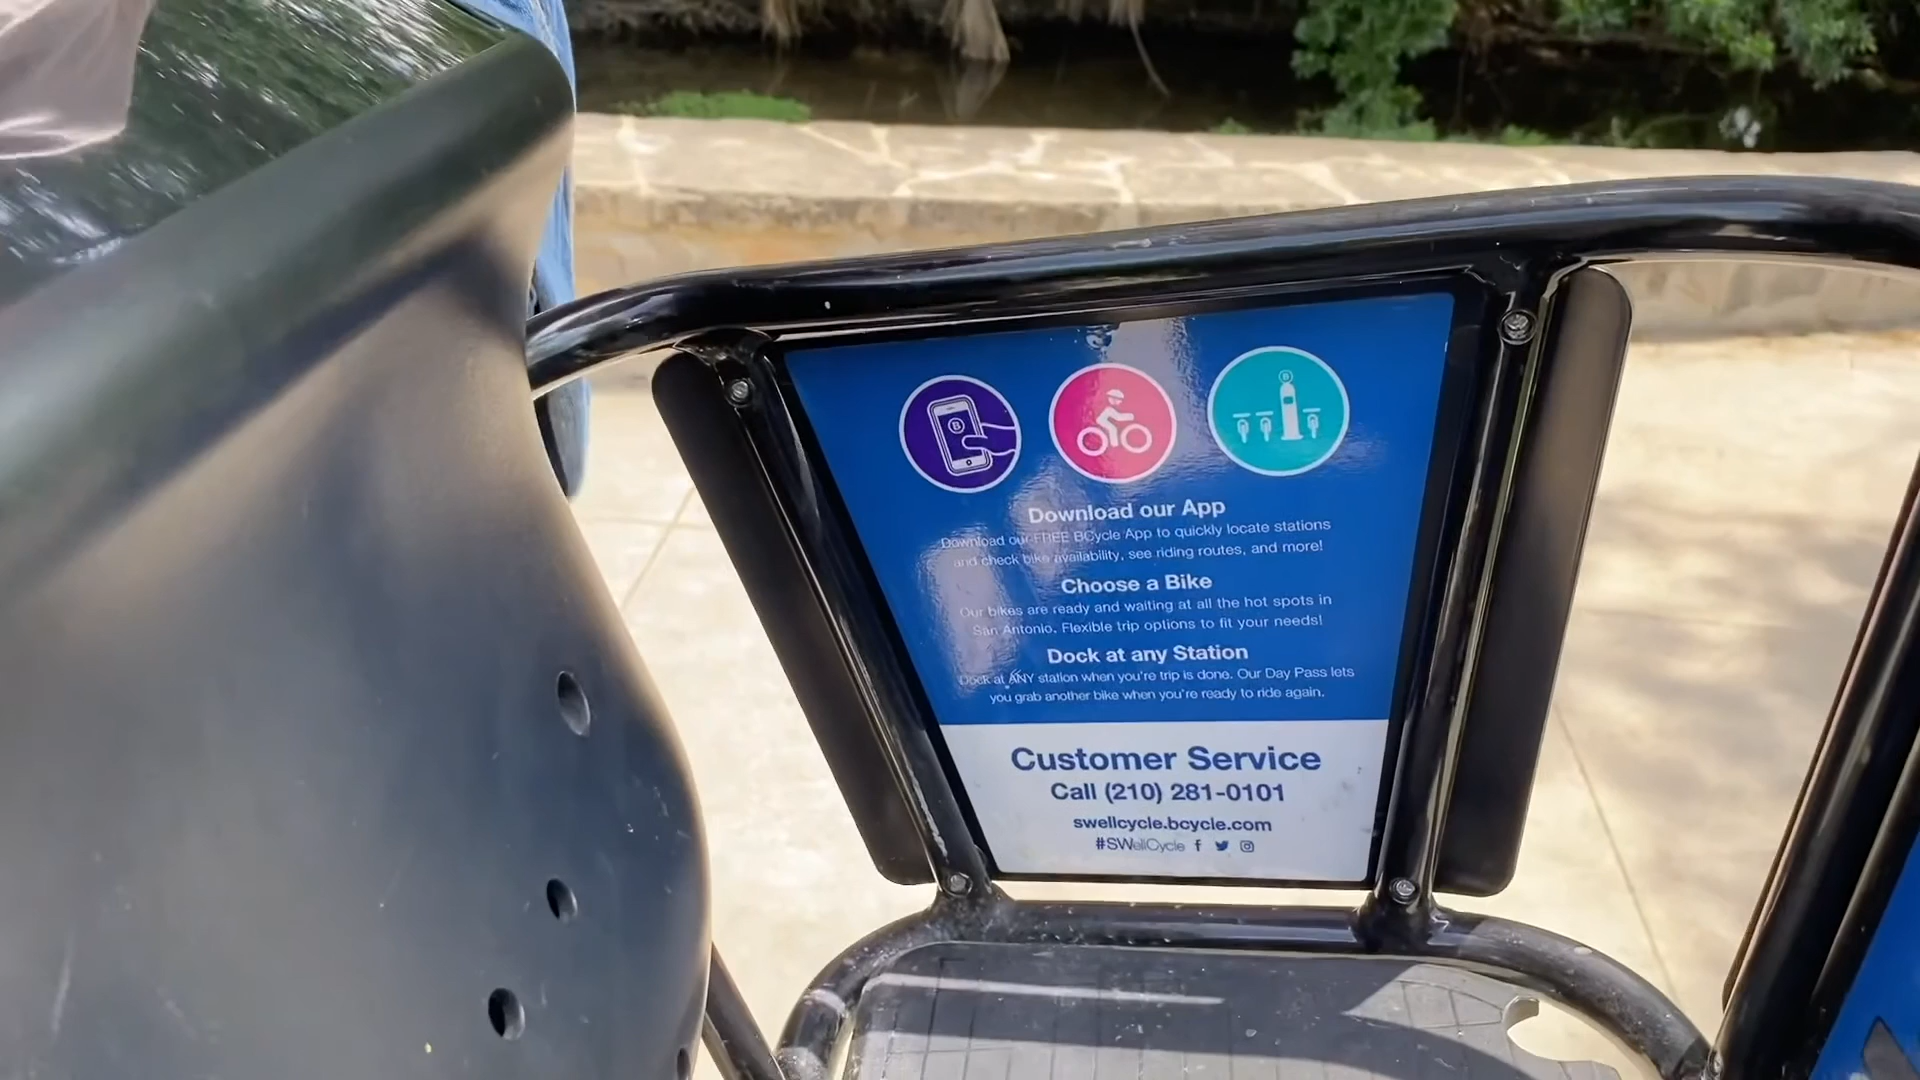 B
B
Download our App
Download our FREE BCycle App to quickly locate stations
and check bike availability, see riding routes, and more!
Choose a Bike
Our bikes are ready and waiting at all the hot spots in
San Antonio. Flexible trip options to fit your needs!
Dock at any Station
Dock at ANY station when you're trip is done. Our Day Pass lets
you grab another bike when you're ready to ride again.
Customer Service
Call (210) 281-0101
swellcycle.bcycle.com
#SWellCycle